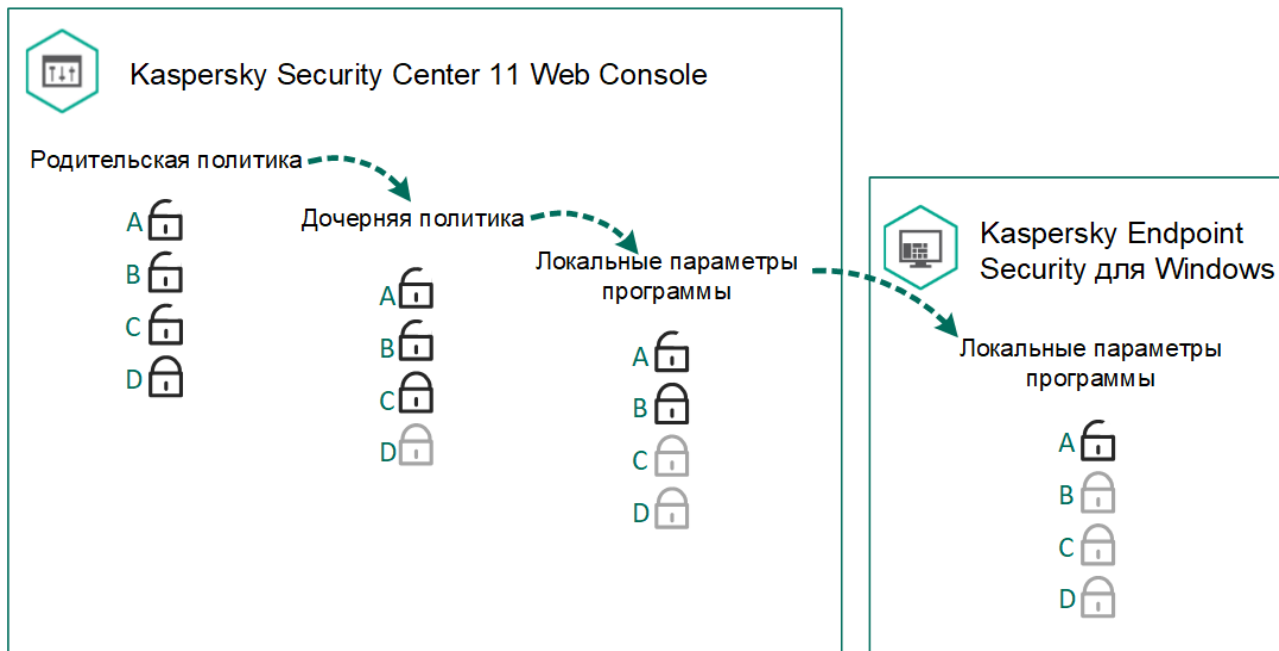 Kaspersky Security Center 11 Web Console
Родительская политика
A
B
C
D
Дочерняя политика
A
B
C
D
Локальные параметры
программы
A
B
C
D
Kaspersky Endpoint
Security для Windows
Локальные параметры
программы
A
B
C
D